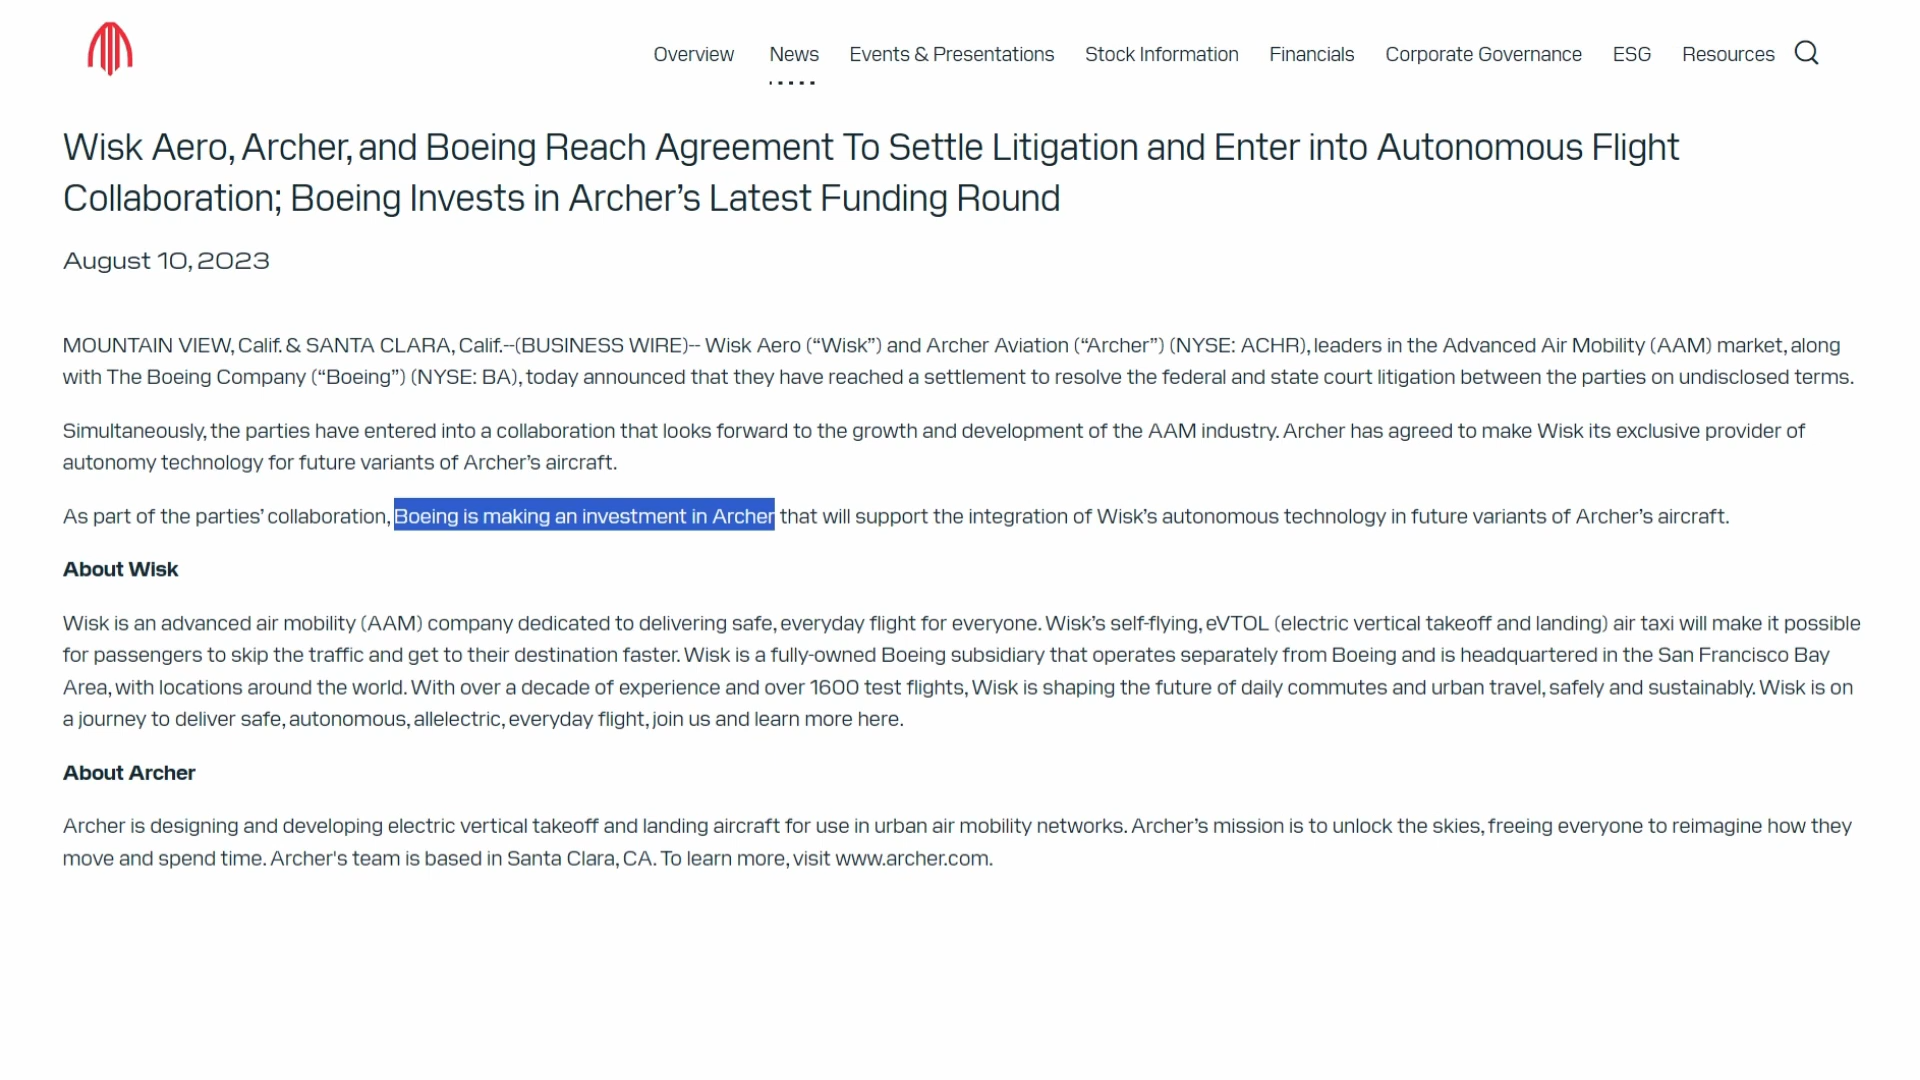 Overview News Events & Presentations Stock Information Financials Corporate Governance ESG Resources
Wisk Aero, Archer, and Boeing Reach Agreement To Settle Litigation and Enter into Autonomous Flight
Collaboration; Boeing Invests in Archer’s Latest Funding Round
August 10, 2023
MOUNTAIN VIEW, Calif. & SANTA CLARA, Calif.--(BUSINESS WIRE)-- Wisk Aero (“Wisk”) and Archer Aviation (“Archer”) (NYSE: ACHR), leaders in the Advanced Air Mobility (AAM) market, along
with The Boeing Company (“Boeing”) (NYSE: BA), today announced that they have reached a settlement to resolve the federal and state court litigation between the parties on undisclosed terms.
Simultaneously, the parties have entered into a collaboration that looks forward to the growth and development of the AAM industry. Archer has agreed to make Wisk its exclusive provider of
autonomy technology for future variants of Archer’s aircraft.
As part of the parties’ collaboration, Boeing is making an investment in Archer that will support the integration of Wisk’s autonomous technology in future variants of Archer’s aircraft.
About Wisk
Wisk is an advanced air mobility (AAM) company dedicated to delivering safe, everyday flight for everyone. Wisk’s self-flying, eVTOL (electric vertical takeoff and landing) air taxi will make it possible
for passengers to skip the traffic and get to their destination faster. Wisk is a fully-owned Boeing subsidiary that operates separately from Boeing and is headquartered in the San Francisco Bay
Area, with locations around the world. With over a decade of experience and over 1600 test flights, Wisk is shaping the future of daily commutes and urban travel, safely and sustainably. Wisk is on
a journey to deliver safe, autonomous, allelectric, everyday flight, join us and learn more here.
About Archer
Archer is designing and developing electric vertical takeoff and landing aircraft for use in urban air mobility networks. Archer’s mission is to unlock the skies, freeing everyone to reimagine how they
move and spend time. Archer's team is based in Santa Clara, CA. To learn more, visit www.archer.com.